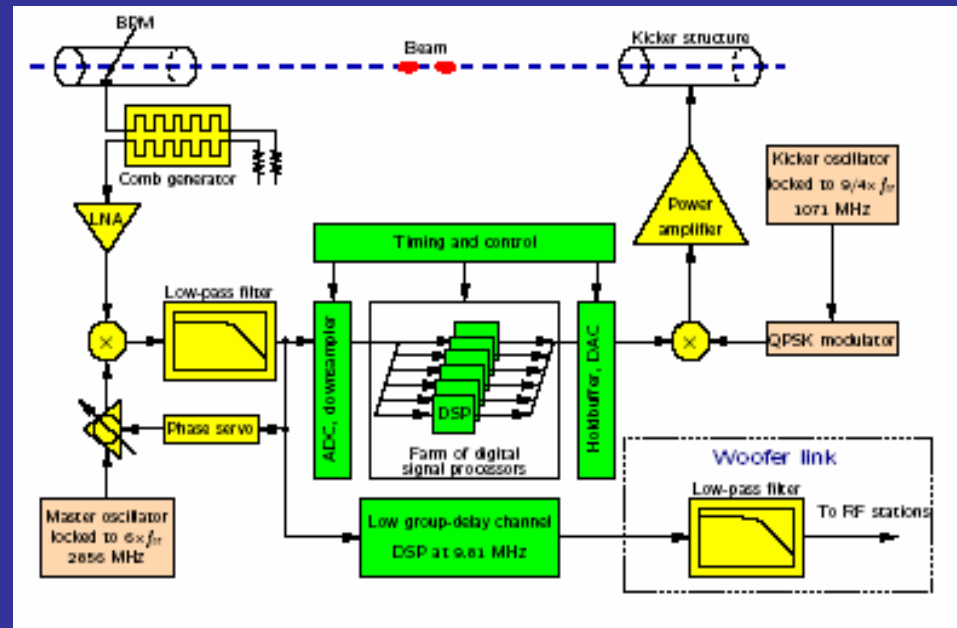 BPM
Beam
Kicker structure
Comb generator
LNA
Kicker oscillator
locked to 9/4×frf
1071 MHz
Power
amplifier
Timing and control
Low-pass filter
×
ADC, downsampler
DSP
Farm of digital
signal processors
Holdbuffer, DAC
×
QPSK modulator
Phase servo
Master oscillator
locked to 6×frf
2856 MHz
Low group-delay channel
DSP at 9.81 MHz
Woofer link
Low-pass filter
To RF stations